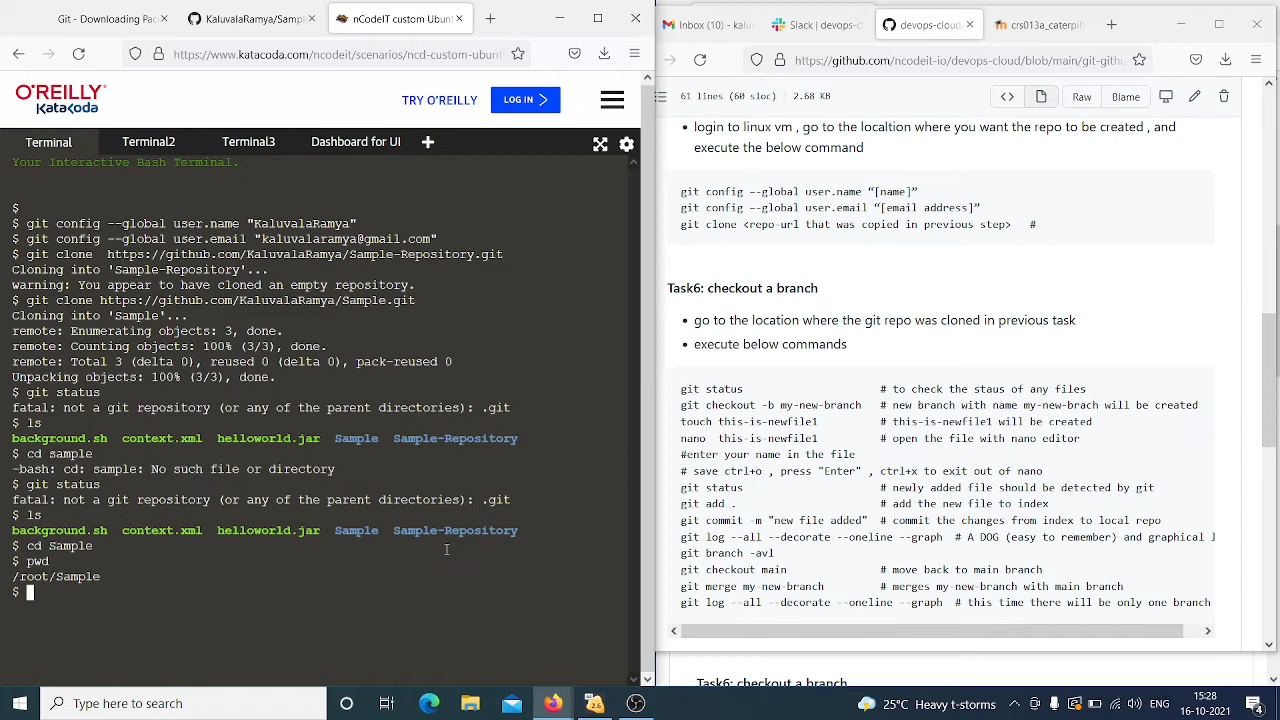 Git - Downloading Pack
KaluvalaRamya/Sampl
nCodeIT custom Ubunt
https://www.katacoda.com/ncodeit/scenarios/ncd-custom-ubunt
O'REILLY
Katakoda
TRY O'REILLY
LOG IN
Terminal
Terminal2
Terminal3
Dashboard for UI
Your Interactive Bash Terminal.
$
$ git config --global user.name "KaluvalaRamya"
$ git config --global user.email "kaluvalaramya@gmail.com"
$ git clone  https://github.com/KaluvalaRamya/Sample-Repository.git
Cloning into 'Sample-Repository'...
warning: You appear to have cloned an empty repository.
$ git clone https://github.com/KaluvalaRamya/Sample.git
Cloning into 'Sample'...
remote: Enumerating objects: 3, done.
remote: Counting objects: 100% (3/3), done.
remote: Total 3 (delta 0), reused 0 (delta 0), pack-reused 0
Unpacking objects: 100% (3/3), done.
$ git status
fatal: not a git repository (or any of the parent directories): .git
$ ls
background.sh  context.xml  helloworld.jar  Sample  Sample-Repository
$ cd sample
-bash: cd: sample: No such file or directory
$ git status
fatal: not a git repository (or any of the parent directories): .git
$ ls
background.sh  context.xml  helloworld.jar  Sample  Sample-Repository
$ cd Sample
$ pwd
/root/Sample
$
Inbox (10) - kaluv
Slack | devops-cl
devops-cloud,
crs013a_caterpill
https://github.com/ncodeit-io/devops-cloud/blob/main/git-githu
61 lines (60 sloc)
2.68 KB
Raw
Blame
• login to linux vm , go to the localtion where you want the repo to be created , and
execute the below command
git config --global user.name “[name]”
git config --global user.email “[email address]”
git clone <repo-url that was copied in previous step>   #
Task6: checkout a branch
• go to the location where the git repo was cloned in previous task
• execute below commands
git status # to check the staus of any files
git checkout -b my-new-branch # new branch with name my-new-brach will be created
touch this-is-newfile1 # this-is-newfile1 will be created
nano  this-is-newfile1 # open the file with nano editor
#enter your name in the file
# save ctrl+o , press "Enter" , ctrl+x to exit out of nano
git status # newly added file should be detected by git
git add . # add the new file to index
git commit -m "new file added" # commit the changes from index to local repo
git log --all --decorate --oneline --graph  # A DOG (easy to remember) and graphical l
git branch -avl
git checkout main # move back to main branch
git merge my-new-branch # merges my-new-branch with main branch
git log --all --decorate --oneline --graph  # this time there will be only one branch
Task6: checkout a branch
Type here to search
25°C Heavy t-storms
15:28
16-10-2021